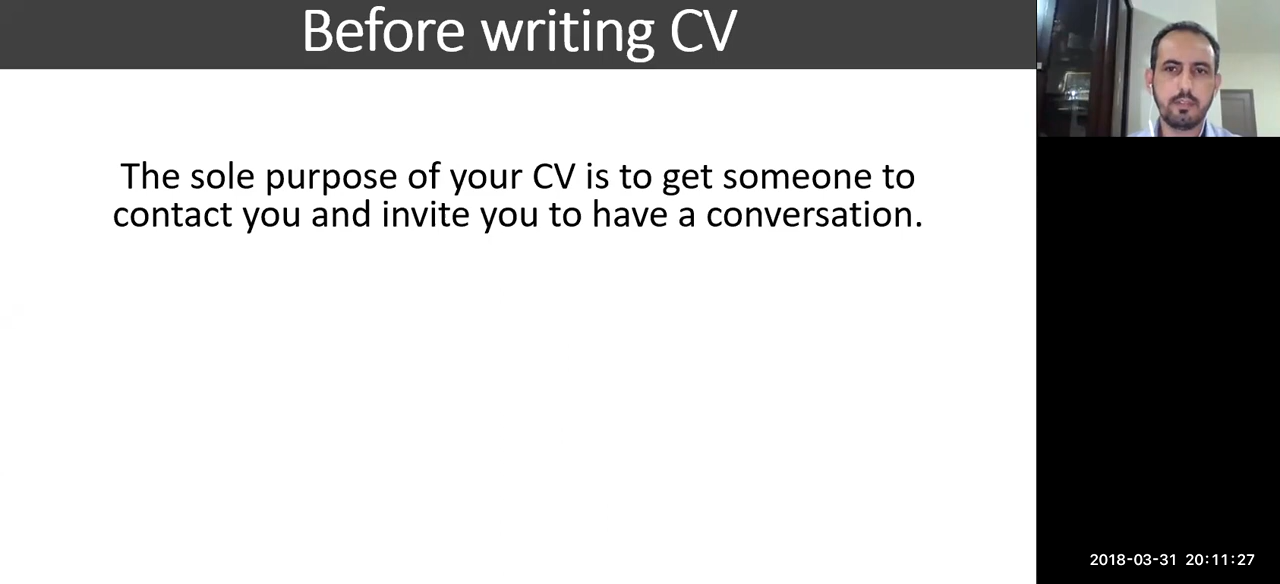 Before writing CV
The sole purpose of your CV is to get someone to
contact you and invite you to have a conversation.
2018-03-31 20:11:27